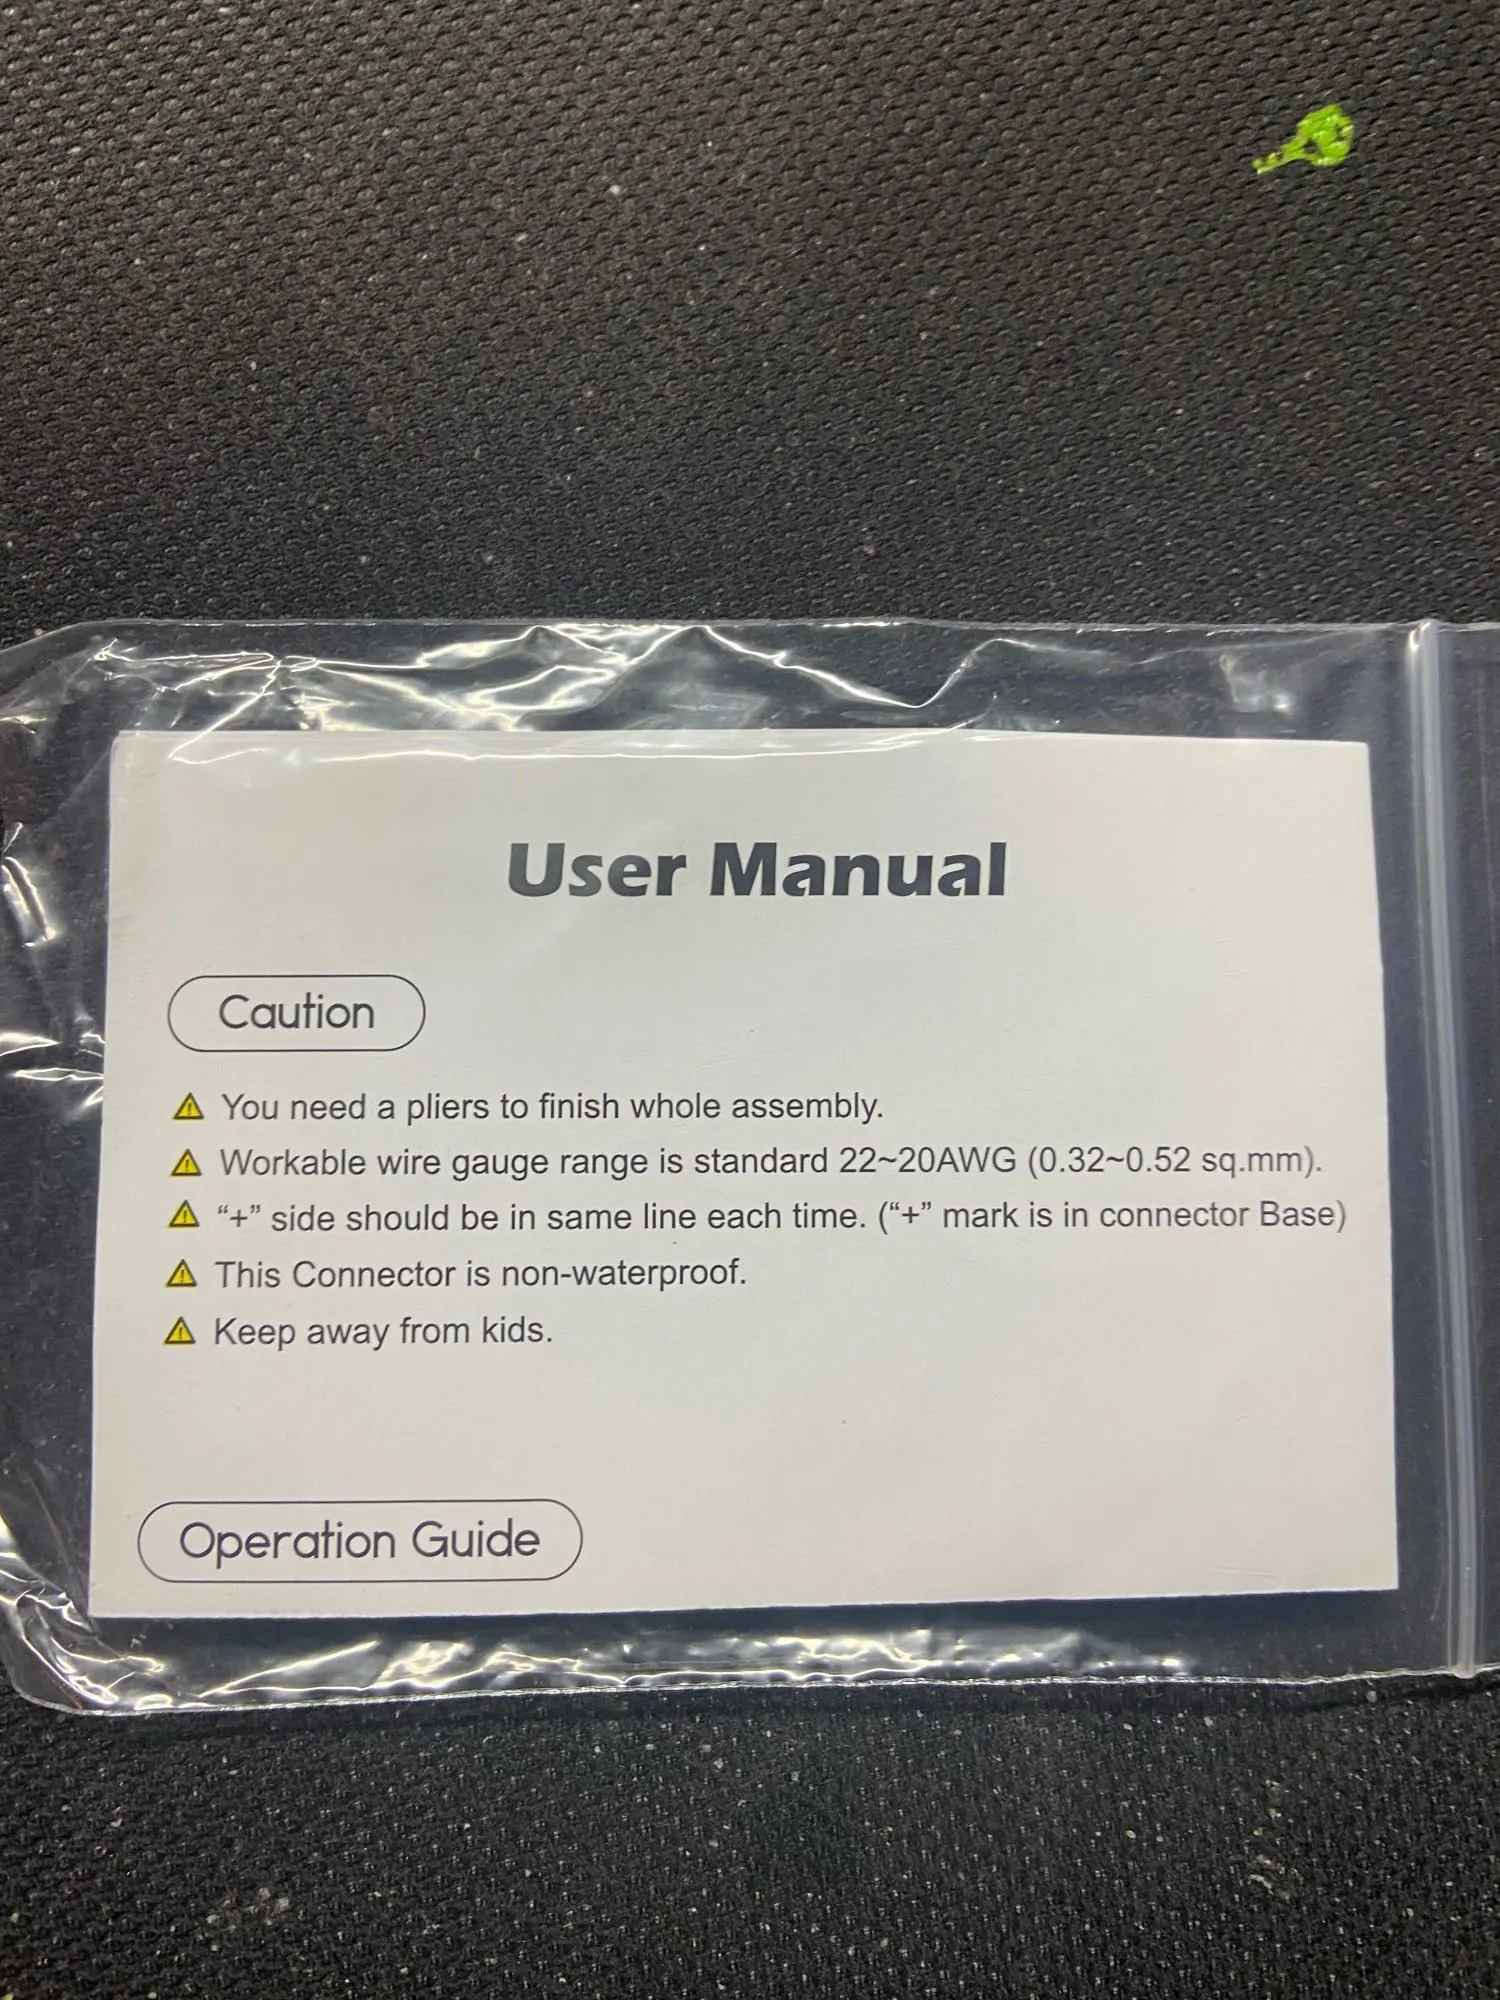 User Manual
Caution
You need a pliers to finish whole assembly.
Workable wire gauge range is standard 22~20AWG (0.32~0.52 sq.mm).
“+” side should be in same line each time. (“+” mark is in connector Base)
This Connector is non-waterproof.
Keep away from kids.
Operation Guide